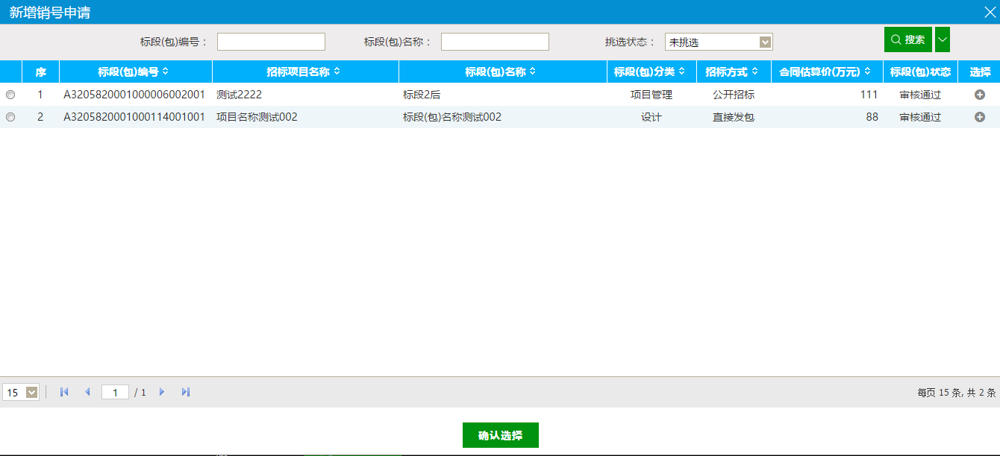 新增销号申请
标段(包)编号： 标段(包)名称： 挑选状态： 未挑选 搜索
序 标段(包)编号 招标项目名称 标段(包)名称 标段(包)分类 招标方式 合同估算价(万元) 标段(包)状态 选择
1 A3205820001000006002001 测试2222 标段2后 项目管理 公开招标 111 审核通过
2 A3205820001000114001001 项目名称测试002 标段(包)名称测试002 设计 直接发包 88 审核通过
15 1 / 1 每页 15 条, 共 2 条
确认选择